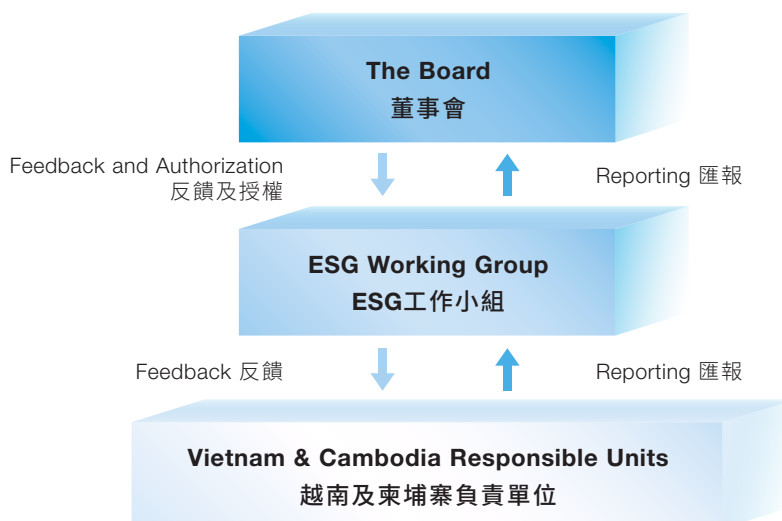 The Board
董事會
Feedback and Authorization
反饋及授權
Reporting 匯報
ESG Working Group
ESG工作小組
Feedback 反饋
Reporting 匯報
Vietnam & Cambodia Responsible Units
越南及柬埔寨負責單位